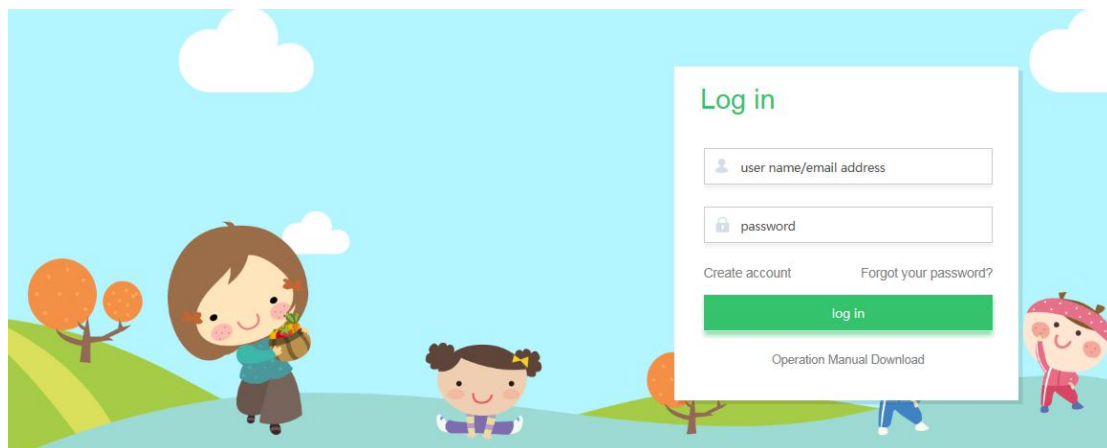 Log in
user name/email address
password
Create account Forgot your password?
log in
Operation Manual Download